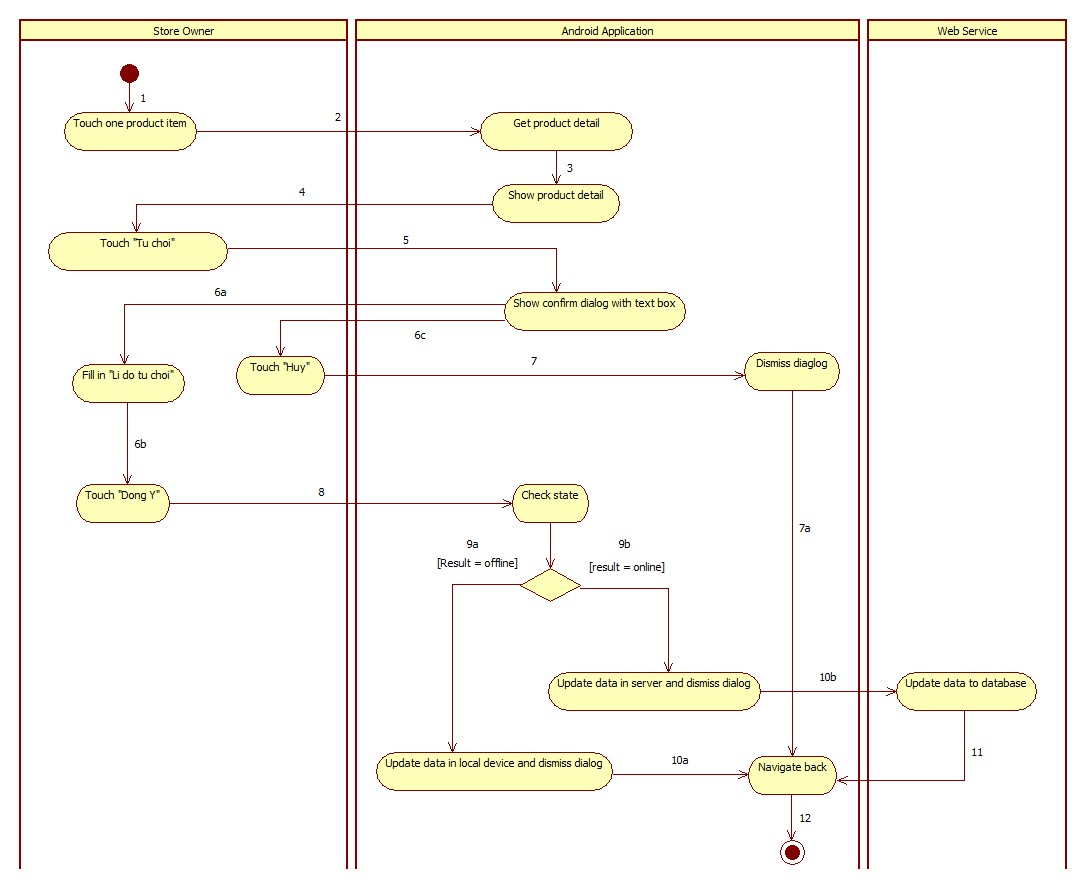 Store Owner
Android Application
Web Service
1
Touch one product item
2
Get product detail
3
Show product detail
4
Touch "Tu choi"
5
Show confirm dialog with text box
6a
6c
Fill in "Li do tu choi"
Touch "Huy"
7
Dismiss diaglog
6b
Touch "Dong Y"
8
Check state
7a
9a
[Result = offline]
9b
[result = online]
Update data in server and dismiss dialog
10b
Update data to database
Update data in local device and dismiss dialog
10a
Navigate back
11
12